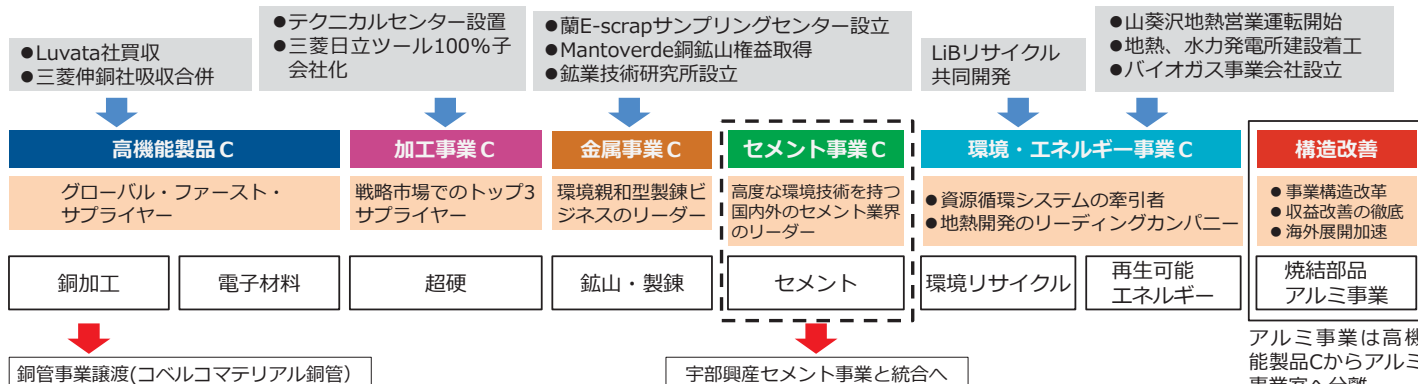 ●Luvata社買収
●三菱伸銅社吸収合併
●テクニカルセンター設置
●三菱日立ツール100%子
会社化
●蘭E-scrapサンプリングセンター設立
●Mantoverde銅鉱山権益取得
●鉱業技術研究所設立
LiBリサイクル
共同開発
●山葵沢地熱営業運転開始
●地熱、水力発電所建設着工
●バイオガス事業会社設立
高機能製品C
加工事業C
金属事業C
セメント事業C
環境・エネルギー事業C
構造改善
グローバル・ファースト・
サプライヤー
戦略市場でのトップ3
サプライヤー
環境親和型製錬ビ
ジネスのリーダー
高度な環境技術を持つ
国内外のセメント業界
のリーダー
●資源循環システムの牽引者
●地熱開発のリーディングカンパニー
●事業構造改革
●収益改善の徹底
●海外展開加速
銅加工
電子材料
超硬
鉱山・製錬
セメント
環境リサイクル
再生可能
エネルギー
焼結部品
アルミ事業
銅管事業譲渡(コベルコマテリアル銅管)
宇部興産セメント事業と統合へ
アルミ事業は高機
能製品Cからアルミ
事業室へ分離